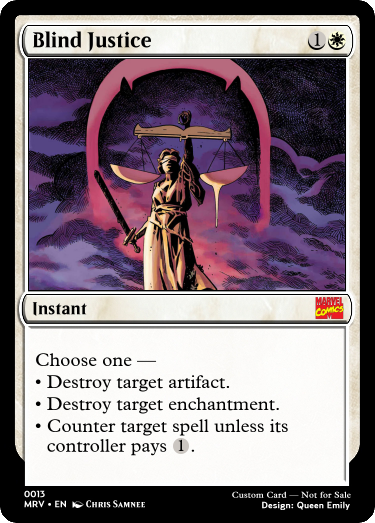 Blind Justice 1
Instant MARVEL COMICS
Choose one —
• Destroy target artifact.
• Destroy target enchantment.
• Counter target spell unless its
controller pays 1.
0013 Custom Card — Not for Sale
MRV • EN Chris Samnee Design: Queen Emily